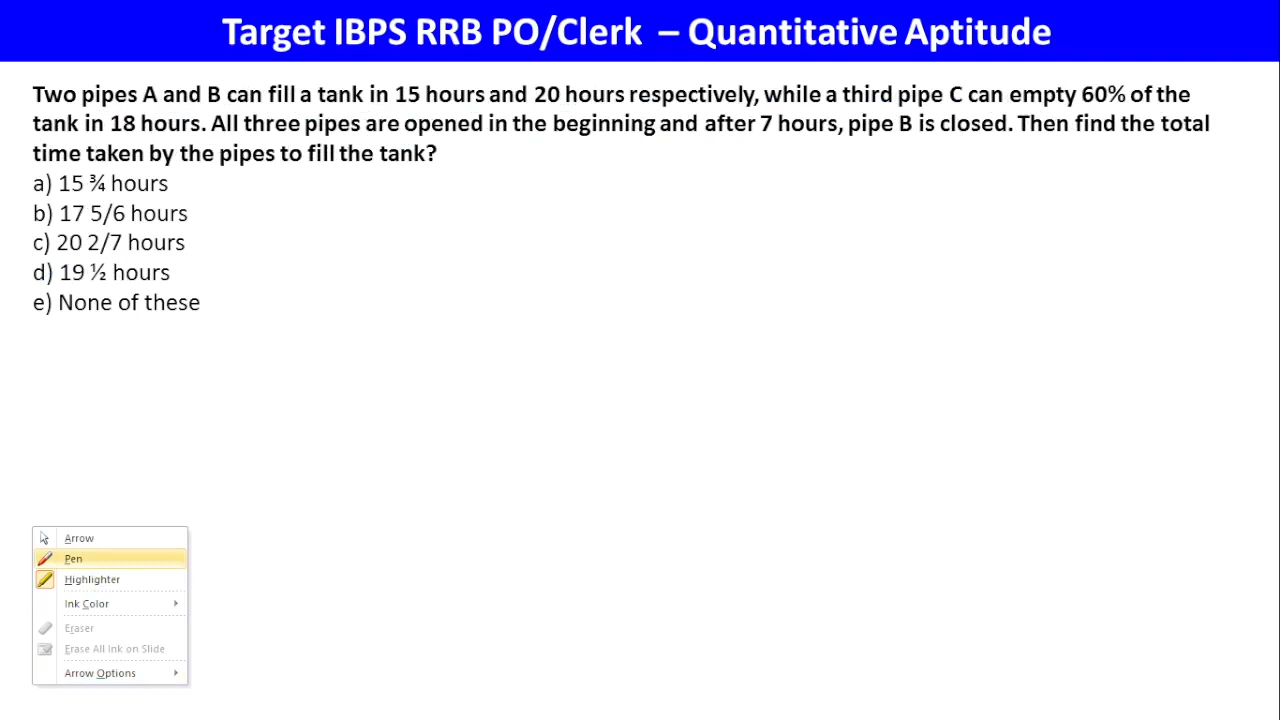 Target IBPS RRB PO/Clerk – Quantitative Aptitude
Two pipes A and B can fill a tank in 15 hours and 20 hours respectively, while a third pipe C can empty 60% of the
tank in 18 hours. All three pipes are opened in the beginning and after 7 hours, pipe B is closed. Then find the total
time taken by the pipes to fill the tank?
a) 15 ¾ hours
b) 17 5/6 hours
c) 20 2/7 hours
d) 19 ½ hours
e) None of these
Arrow
Pen
Highlighter
Ink Color
Eraser
Erase All Ink on Slide
Arrow Options